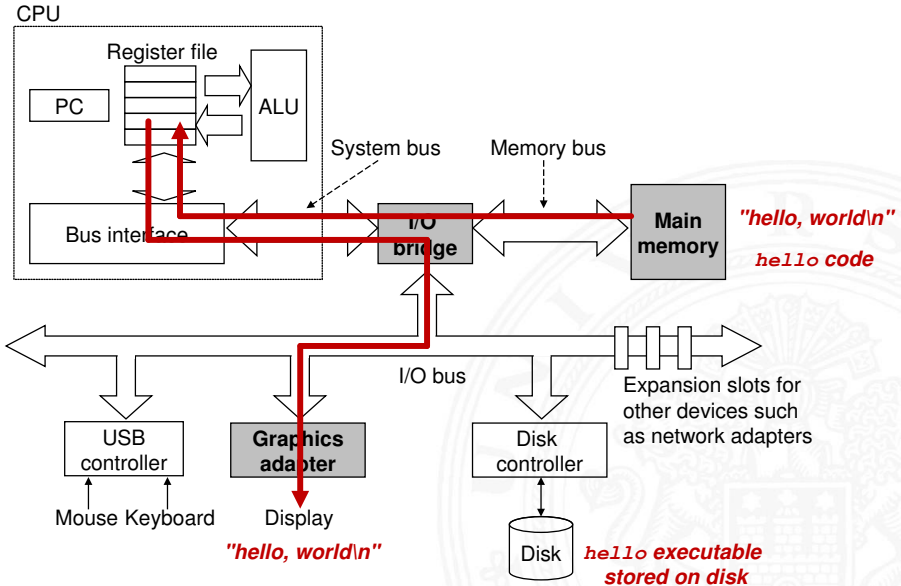 CPU
Register file
PC
ALU
System bus
Memory bus
Bus interface
I/O
bridge
Main
memory
"hello, world\n"
hello code
I/O bus
Expansion slots for
other devices such
as network adapters
USB
controller
Graphics
adapter
Disk
controller
Mouse Keyboard
Display
"hello, world\n"
Disk
hello executable
stored on disk